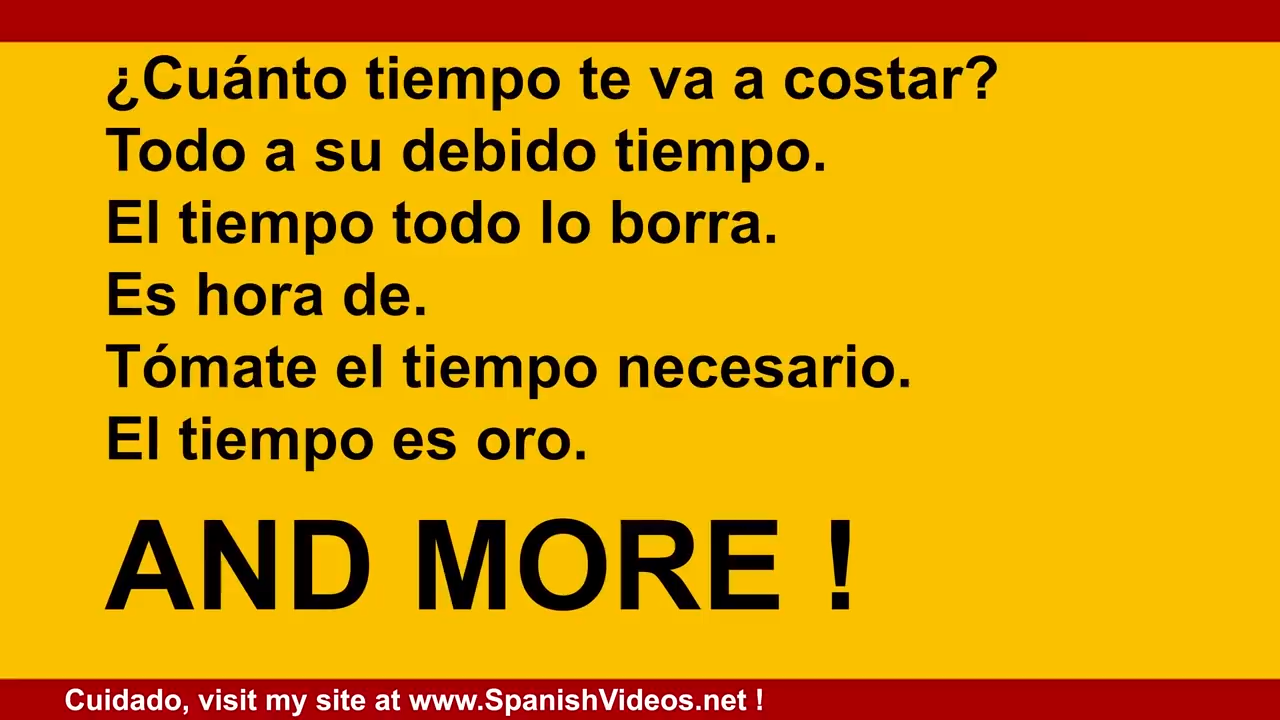 ¿Cuánto tiempo te va a costar?
Todo a su debido tiempo.
El tiempo todo lo borra.
Es hora de.
Tómate el tiempo necesario.
El tiempo es oro.
AND MORE !
Cuidado, visit my site at www.SpanishVideos.net !